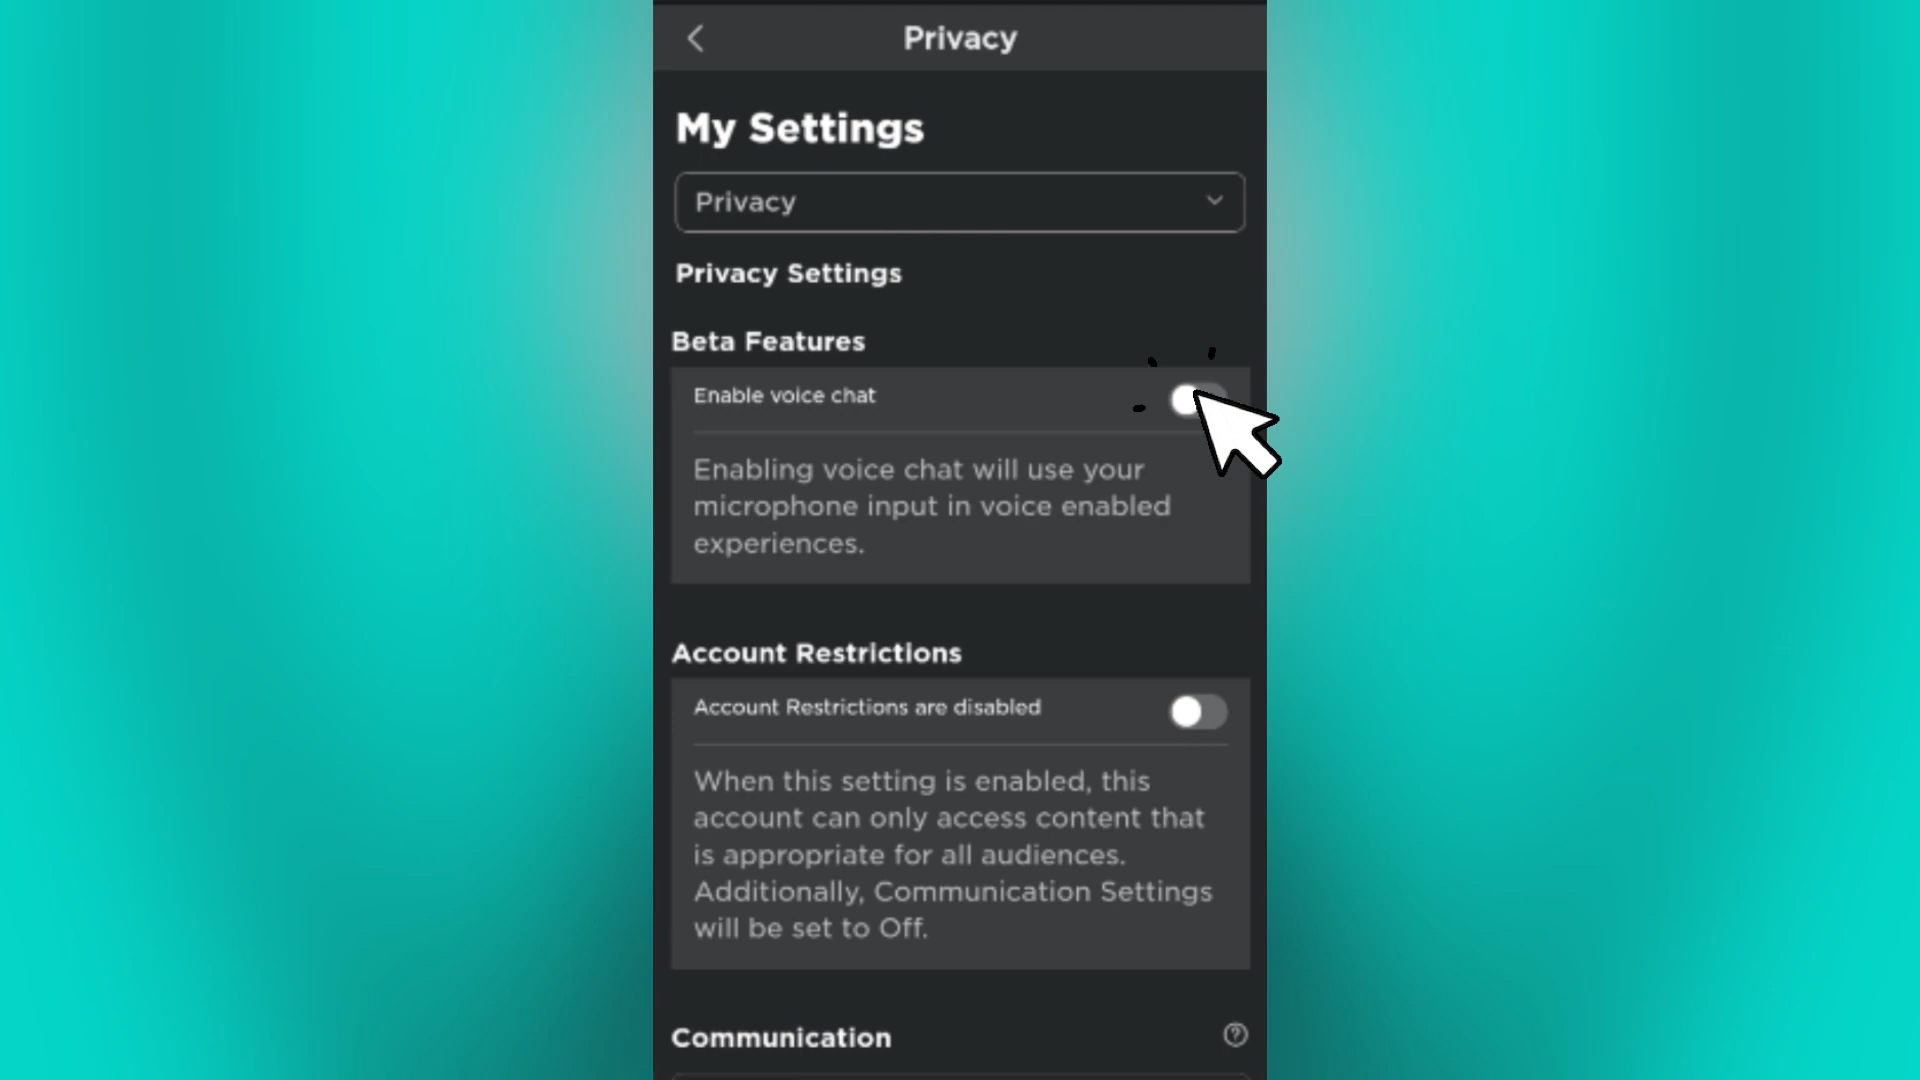 Privacy
My Settings
Privacy
Privacy Settings
Beta Features
Enable voice chat
Enabling voice chat will use your
microphone input in voice enabled
experiences.
Account Restrictions
Account Restrictions are disabled
When this setting is enabled, this
account can only access content that
is appropriate for all audiences.
Additionally, Communication Settings
will be set to Off.
Communication